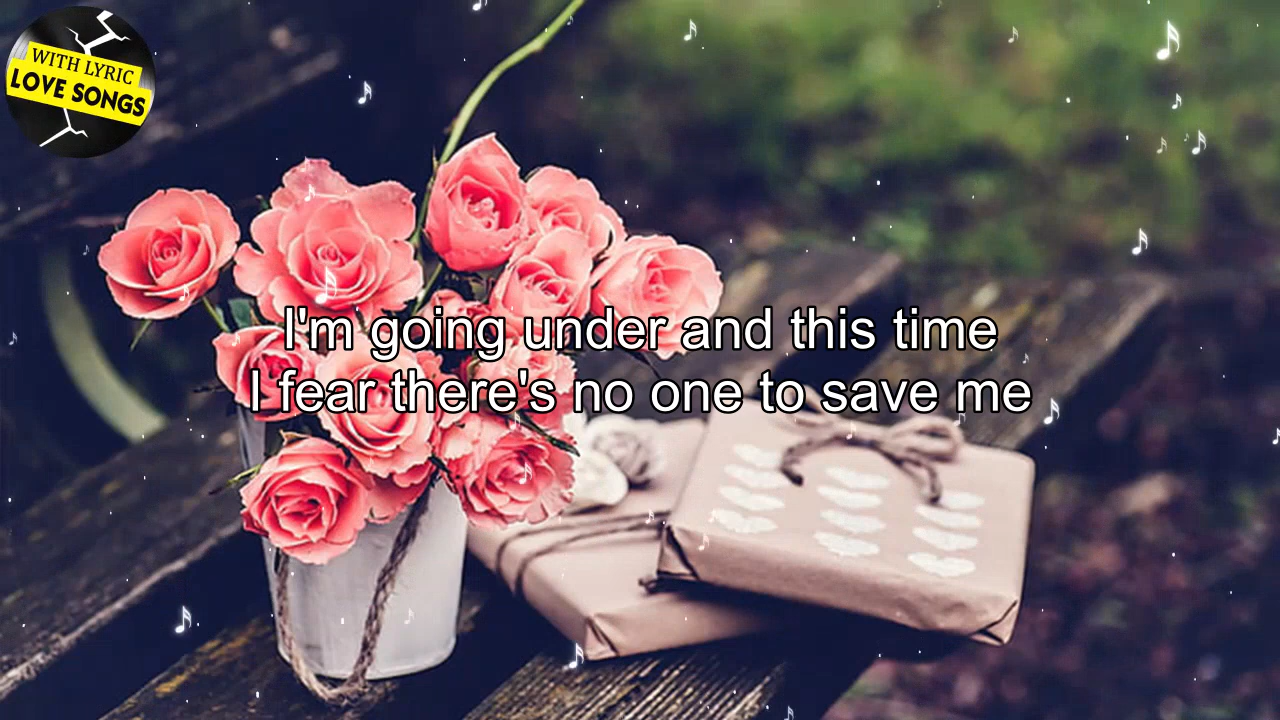 WITH LYRIC
LOVE SONGS
I'm going under and this time
I fear there's no one to save me